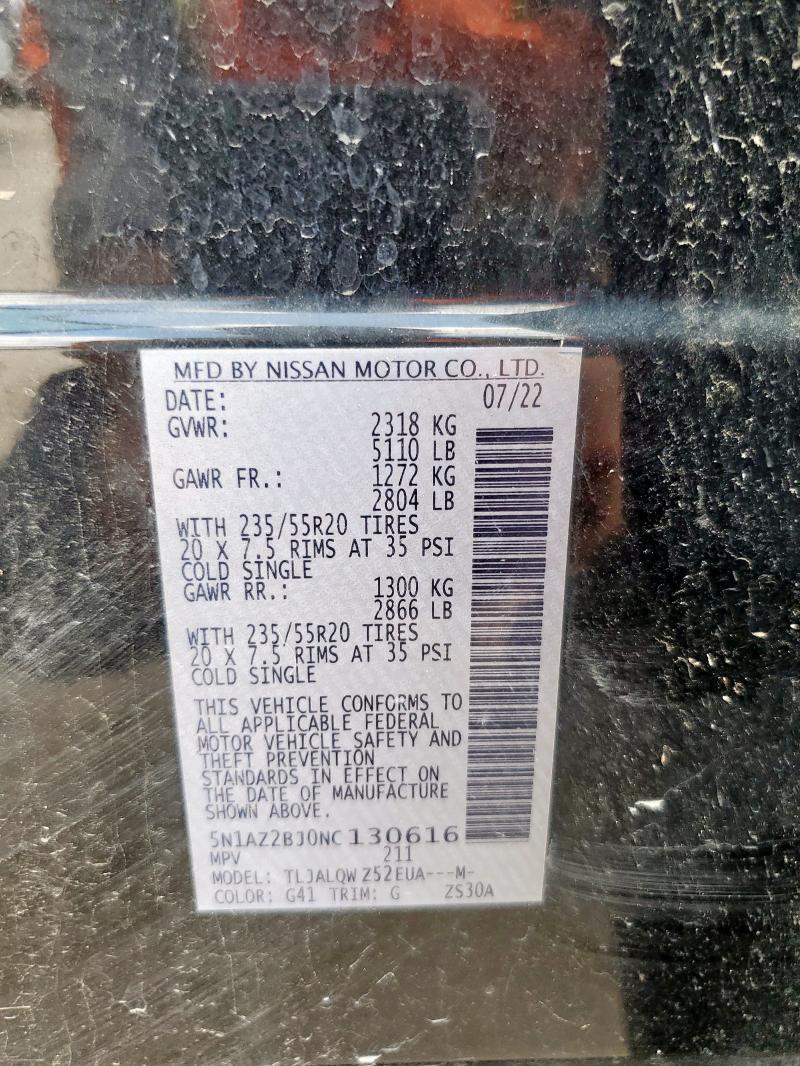 MFD BY NISSAN MOTOR CO., LTD.
DATE: 07/22
GVWR: 2318 KG
5110 LB
GAWR FR.: 1272 KG
2804 LB
WITH 235/55R20 TIRES
20 X 7.5 RIMS AT 35 PSI
COLD SINGLE
GAWR RR.: 1300 KG
2866 LB
WITH 235/55R20 TIRES
20 X 7.5 RIMS AT 35 PSI
COLD SINGLE
THIS VEHICLE CONFORMS TO
ALL APPLICABLE FEDERAL
MOTOR VEHICLE SAFETY AND
THEFT PREVENTION
STANDARDS IN EFFECT ON
THE DATE OF MANUFACTURE
SHOWN ABOVE.
5N1AZ2BJ0NC130616
MPV 211
MODEL: TLJALQW Z52EUA---M-
COLOR: G41 TRIM: G ZS30A